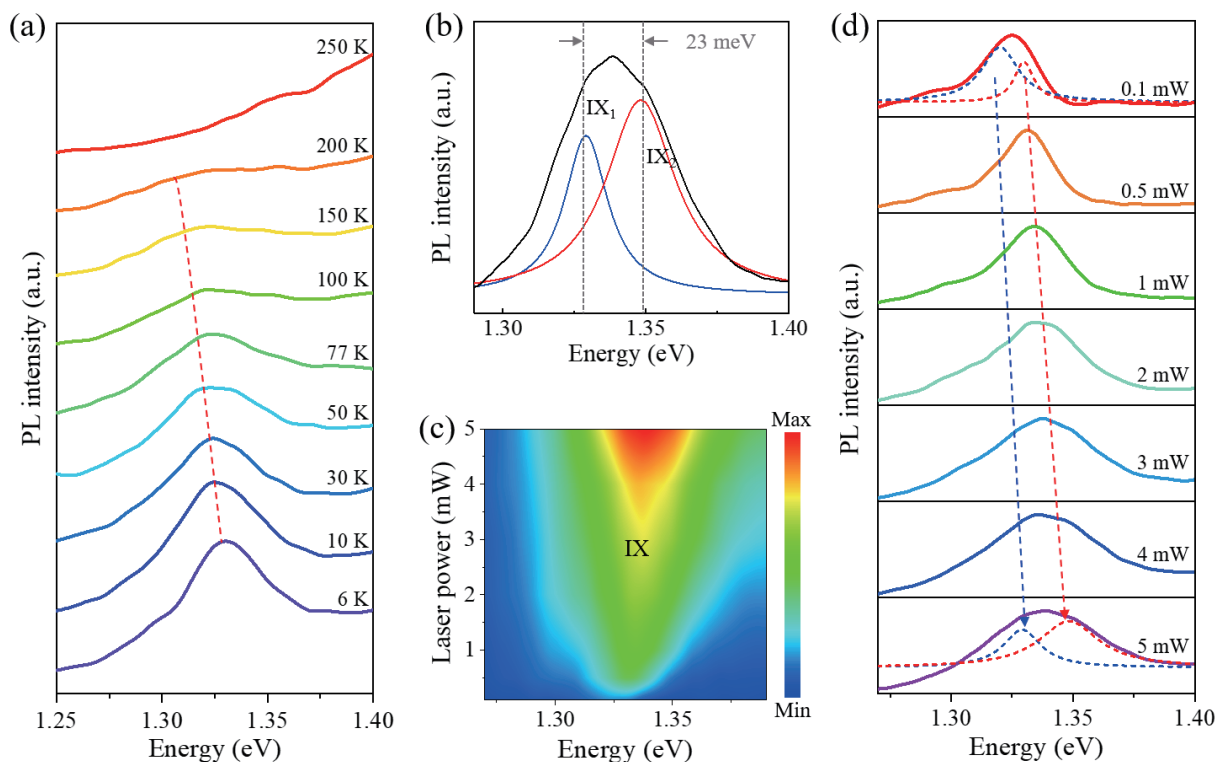 (a)
250 K
200 K
150 K
100 K
77 K
50 K
30 K
10 K
6 K
PL intensity (a.u.)
1.25
1.30
1.35
1.40
Energy (eV)
(b)
23 meV
IX1
IX2
PL intensity (a.u.)
1.30
1.35
1.40
Energy (eV)
(c)
5
4
3
2
1
Laser power (mW)
IX
Max
Min
1.30
1.35
Energy (eV)
(d)
0.1 mW
0.5 mW
1 mW
2 mW
3 mW
4 mW
5 mW
PL intensity (a.u.)
1.30
1.35
1.40
Energy (eV)